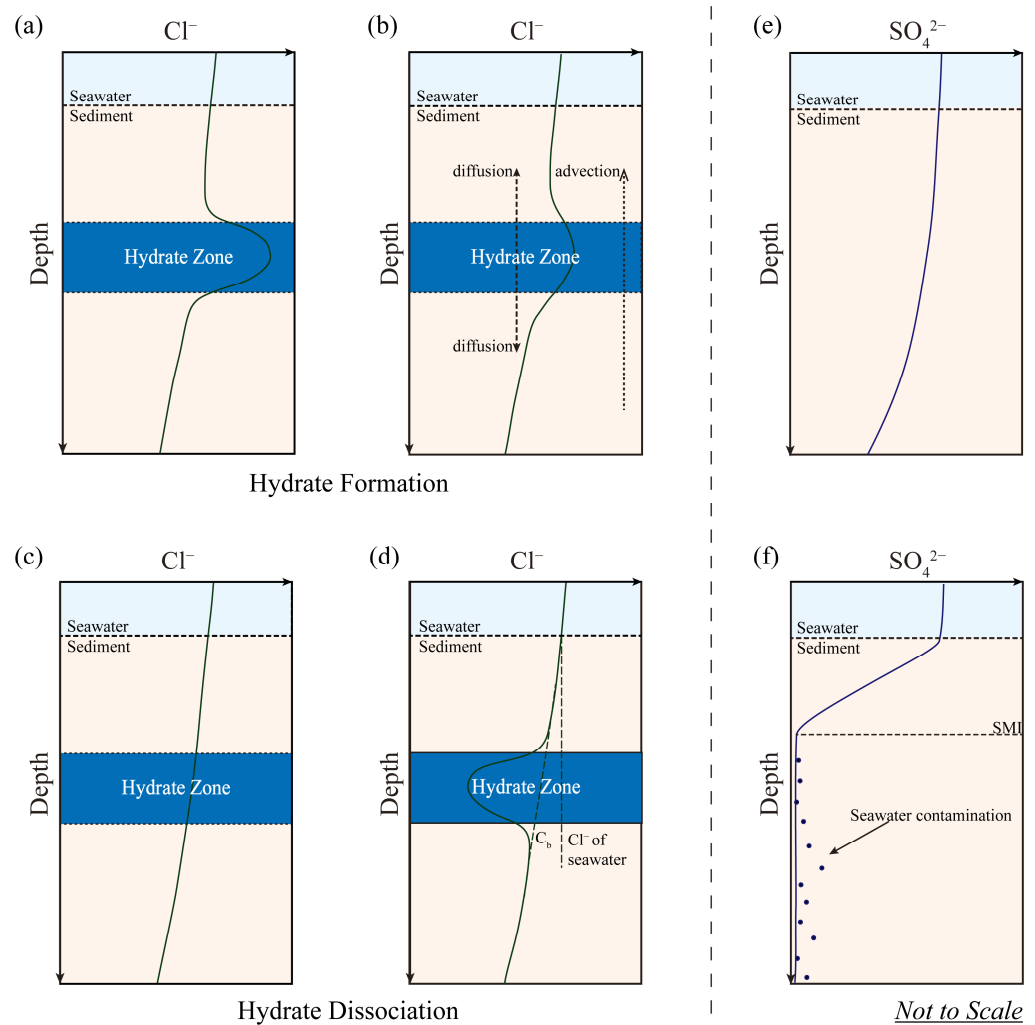 (a)
Cl⁻
Seawater
Sediment
Depth
Hydrate Zone
(b)
Cl⁻
Seawater
Sediment
diffusion
advection
Depth
Hydrate Zone
diffusion
Hydrate Formation
(e)
SO₄²⁻
Seawater
Sediment
Depth
(c)
Cl⁻
Seawater
Sediment
Depth
Hydrate Zone
(d)
Cl⁻
Seawater
Sediment
Depth
Hydrate Zone
C_b
Cl⁻ of
seawater
Hydrate Dissociation
(f)
SO₄²⁻
Seawater
Sediment
SMI
Depth
Seawater contamination
Not to Scale